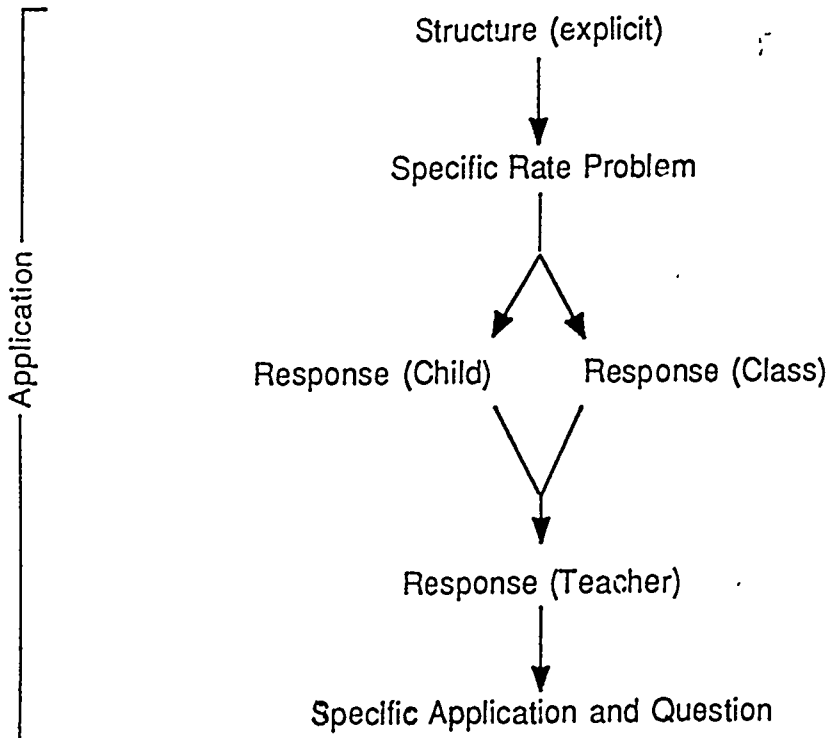 Structure (explicit)
Specific Rate Problem
Application
Response (Child)
Response (Class)
Response (Teacher)
Specific Application and Question